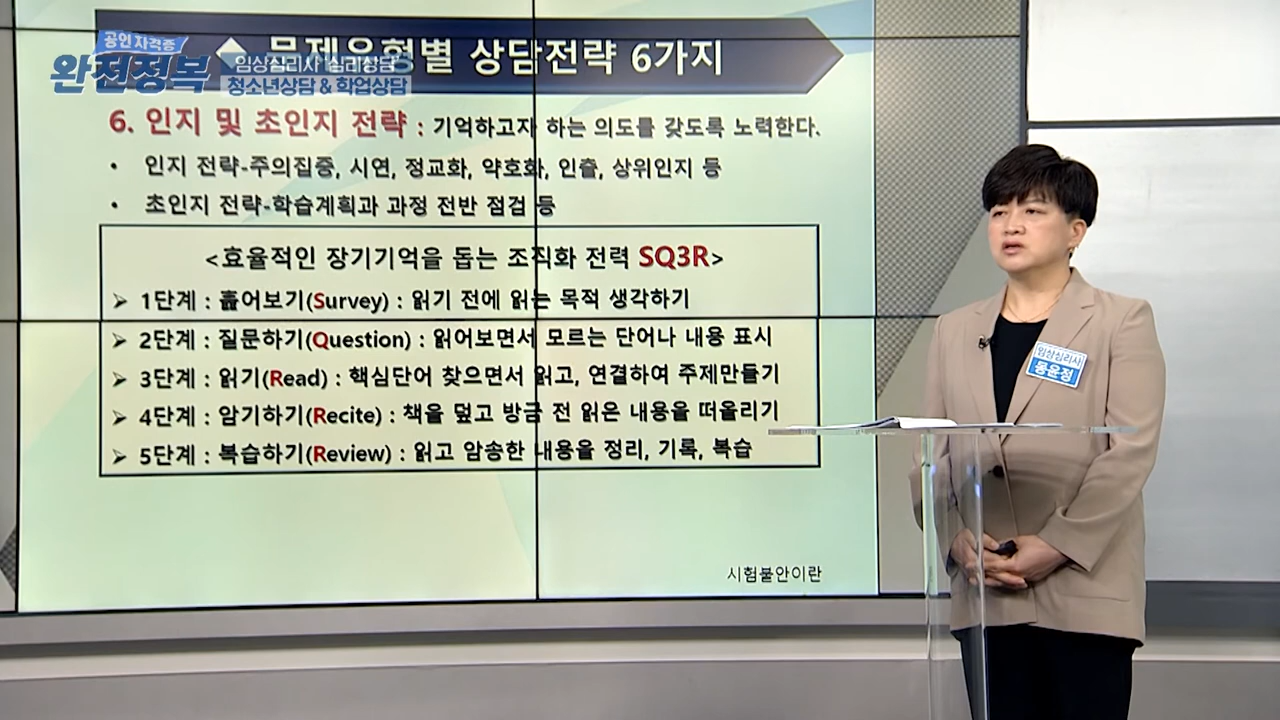 공인 자격증
완전정복
임상심리사 '심리상담'
청소년상담 & 학업상담
◆ 문제유형별 상담전략 6가지
6. 인지 및 초인지 전략 : 기억하고자 하는 의도를 갖도록 노력한다.
• 인지 전략-주의집중, 시연, 정교화, 약호화, 인출, 상위인지 등
• 초인지 전략-학습계획과 과정 전반 점검 등
<효율적인 장기기억을 돕는 조직화 전력 SQ3R>
➢ 1단계 : 훑어보기(Survey) : 읽기 전에 읽는 목적 생각하기
➢ 2단계 : 질문하기(Question) : 읽어보면서 모르는 단어나 내용 표시
➢ 3단계 : 읽기(Read) : 핵심단어 찾으면서 읽고, 연결하여 주제만들기
➢ 4단계 : 암기하기(Recite) : 책을 덮고 방금 전 읽은 내용을 떠올리기
➢ 5단계 : 복습하기(Review) : 읽고 암송한 내용을 정리, 기록, 복습
시험불안이란
임상심리사
용윤정